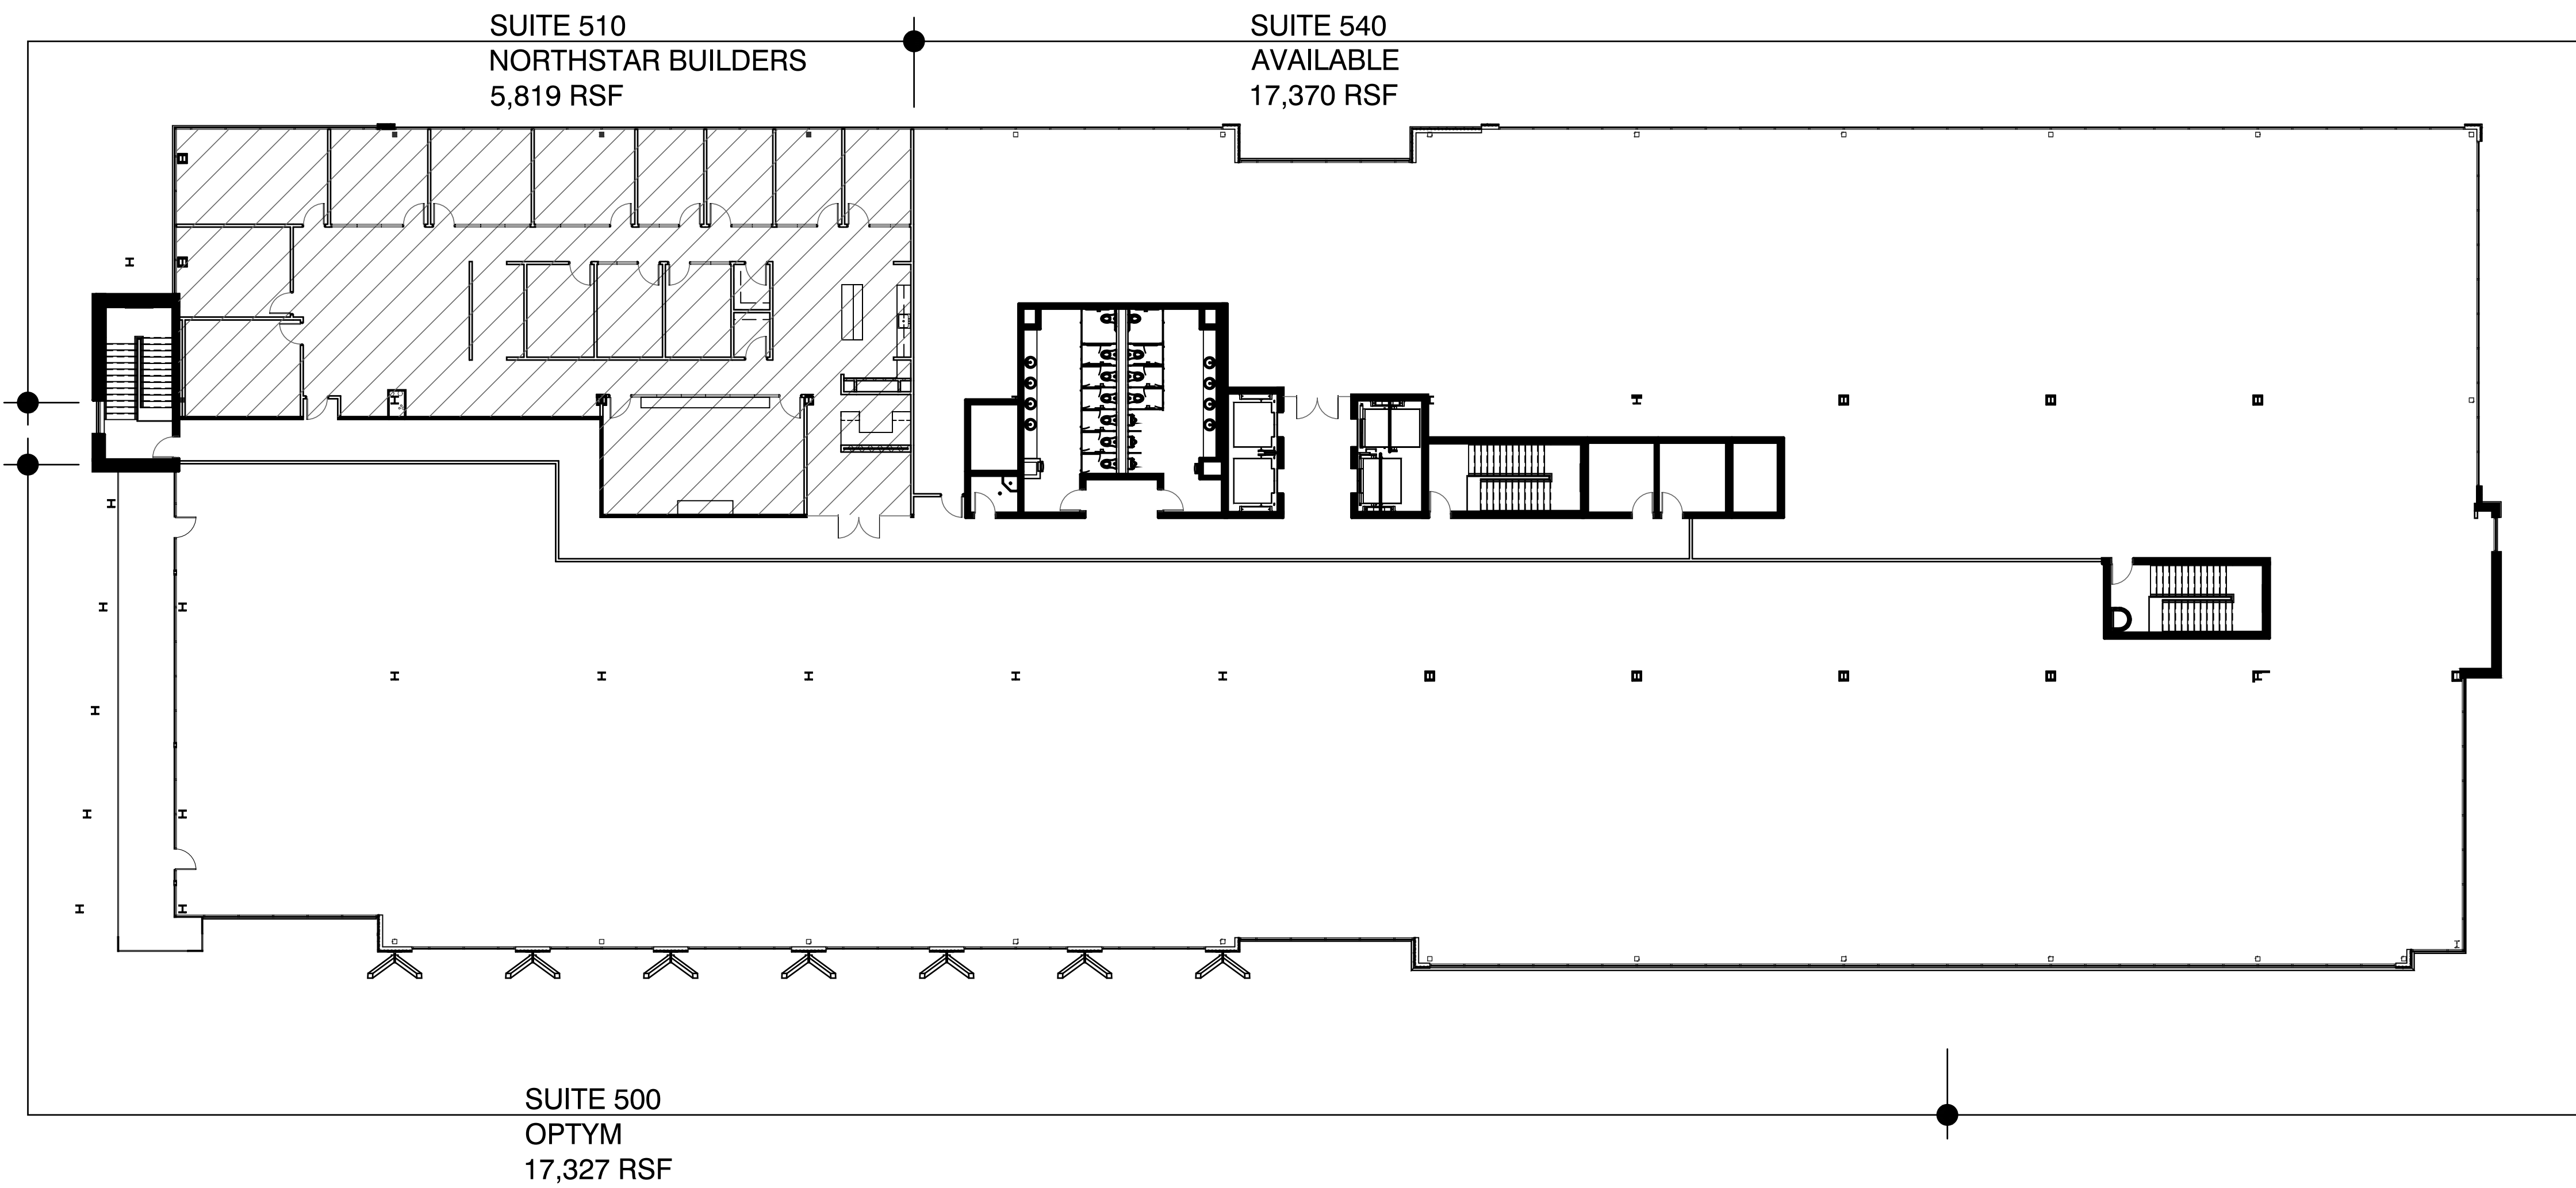 SUITE 510
NORTHSTAR BUILDERS
5,819 RSF
SUITE 540
AVAILABLE
17,370 RSF
SUITE 500
OPTYM
17,327 RSF